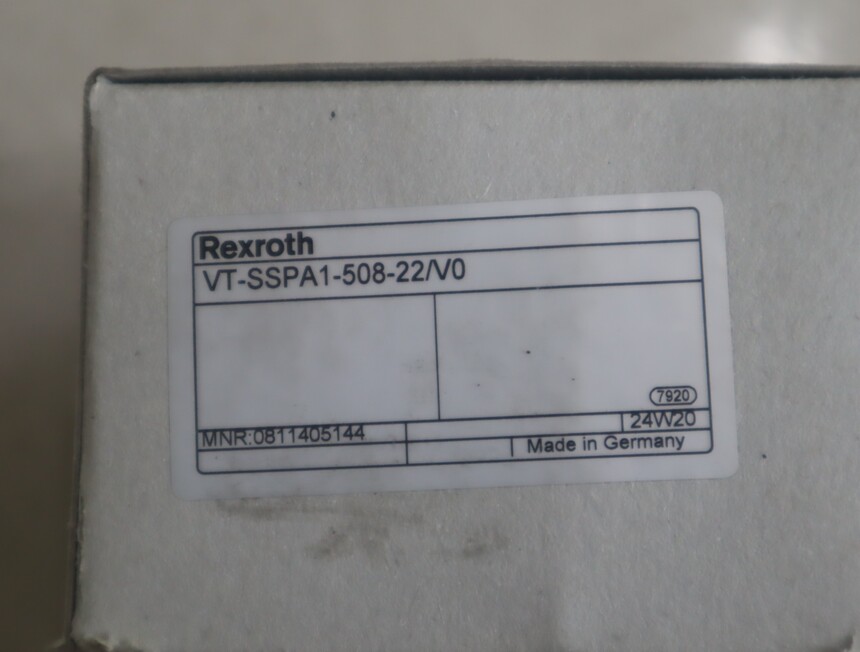 Rexroth
VT-SSPA1-508-22/V0
7920
24W20
MNR:0811405144
Made in Germany